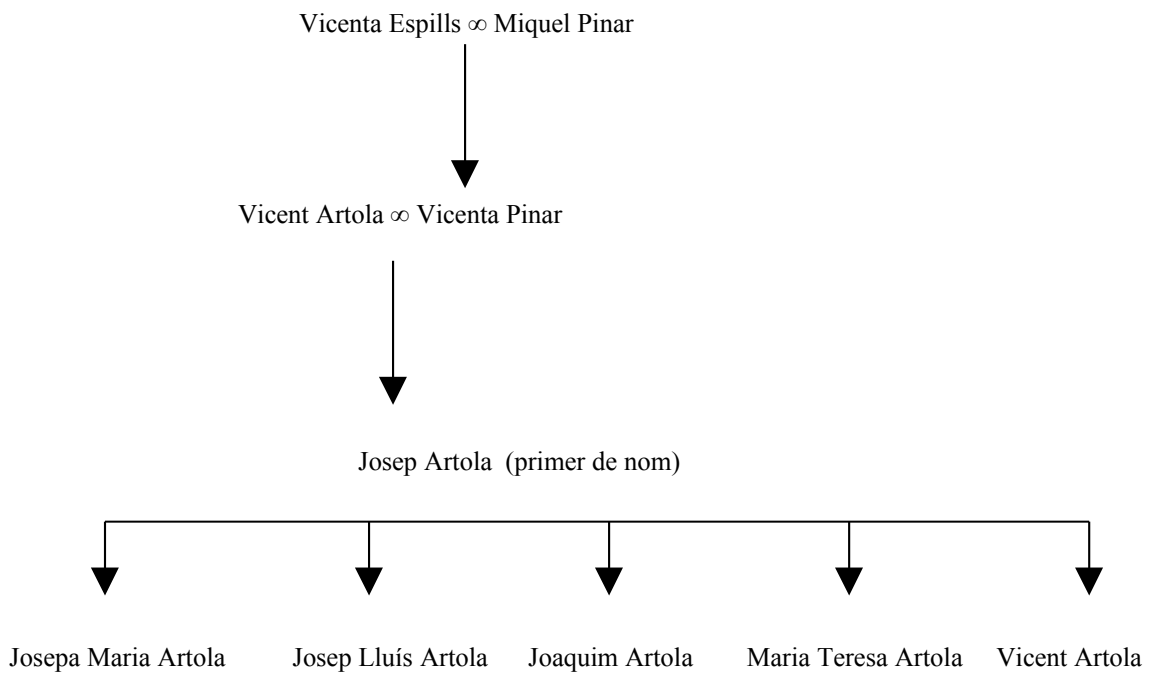 Vicenta Espills ∞ Miquel Pinar
Vicent Artola ∞ Vicenta Pinar
Josep Artola (primer de nom)
Josepa Maria Artola Josep Lluís Artola Joaquim Artola Maria Teresa Artola Vicent Artola